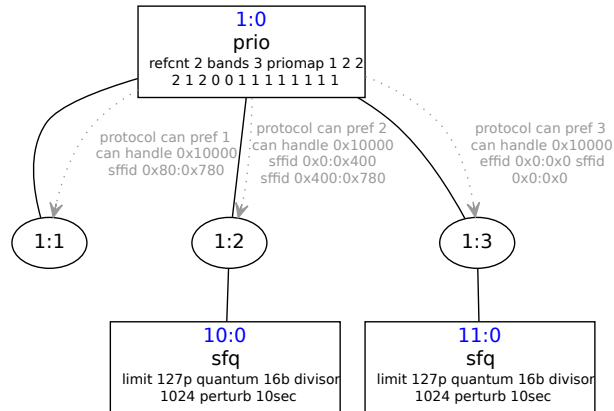 1:0
prio
refcnt 2 bands 3 priomap 1 2 2
2 1 2 0 0 1 1 1 1 1 1 1 1
protocol can pref 1
can handle 0x10000
sffid 0x80:0x780
protocol can pref 2
can handle 0x10000
sffid 0x0:0x400
sffid 0x400:0x780
protocol can pref 3
can handle 0x10000
effid 0x0:0x0 sffid
0x0:0x0
1:1
1:2
1:3
10:0
sfq
limit 127p quantum 16b divisor
1024 perturb 10sec
11:0
sfq
limit 127p quantum 16b divisor
1024 perturb 10sec